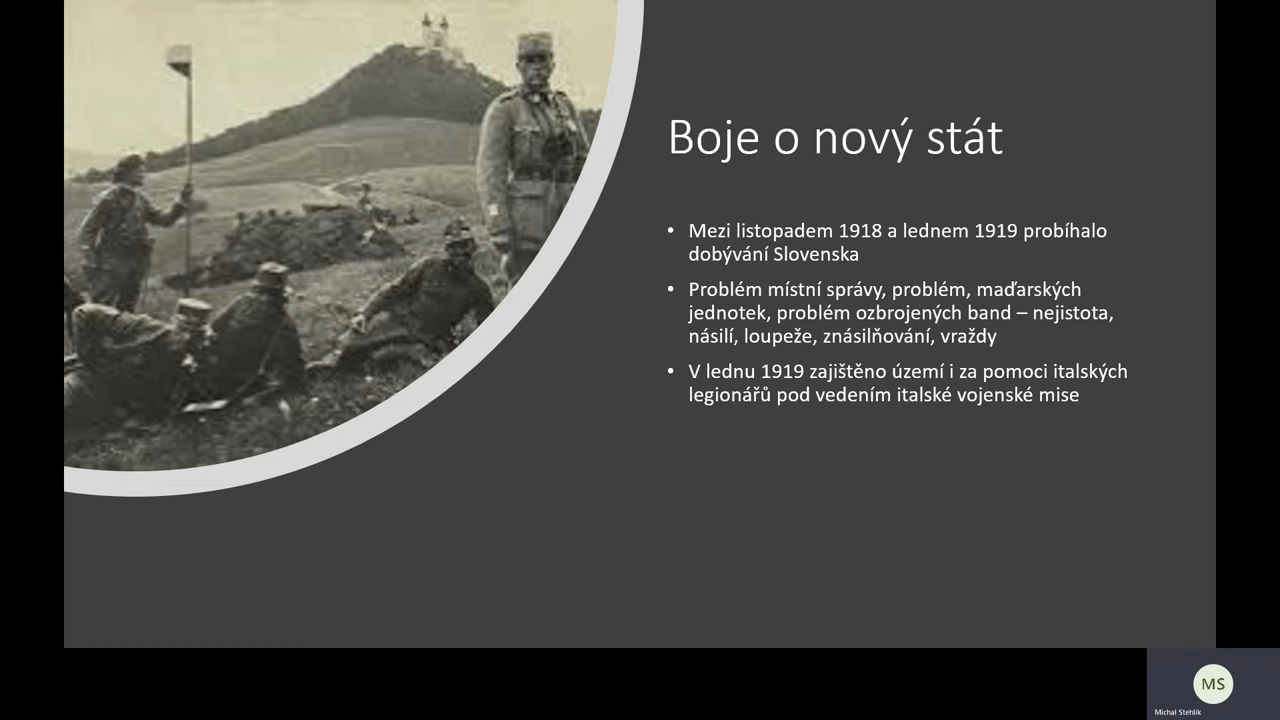 Boje o nový stát
• Mezi listopadem 1918 a lednem 1919 probíhalo
dobývání Slovenska
• Problém místní správy, problém, maďarských
jednotek, problém ozbrojených band – nejistota,
násilí, loupeže, znásilňování, vraždy
• V lednu 1919 zajištěno území i za pomoci italských
legionářů pod vedením italské vojenské mise
MS
Michal Stehlík